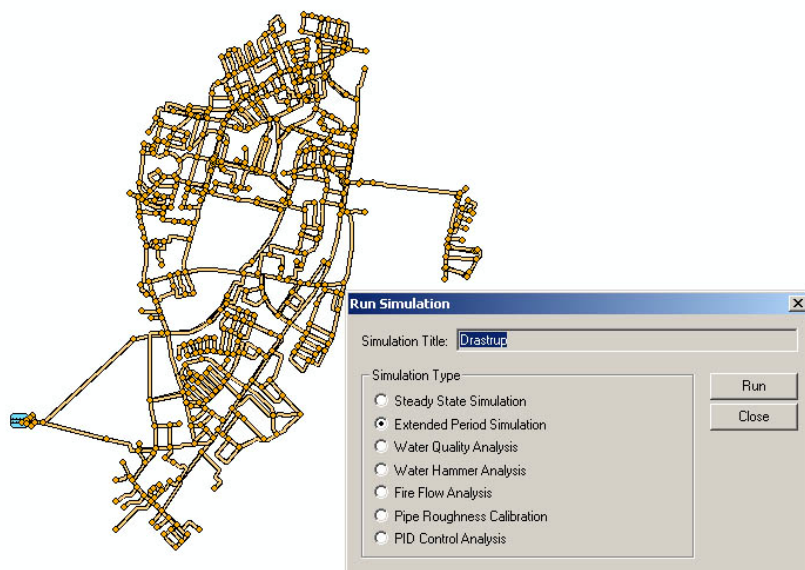 Run Simulation
Simulation Title: Drastrup
Simulation Type
Steady State Simulation
Extended Period Simulation
Water Quality Analysis
Water Hammer Analysis
Fire Flow Analysis
Pipe Roughness Calibration
PID Control Analysis
Run
Close